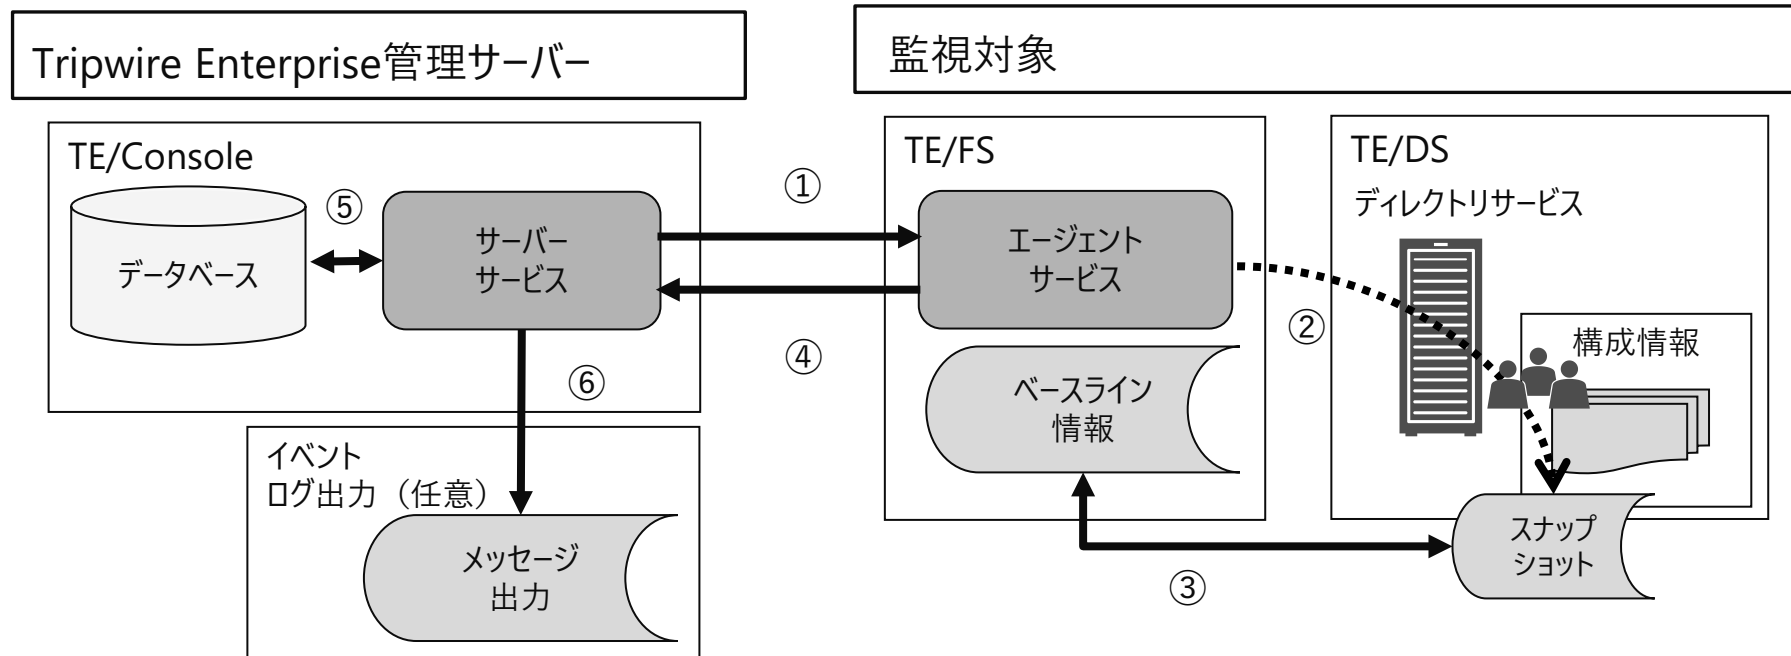 Tripwire Enterprise管理サーバー
監視対象
TE/Console
データベース
⑤
サーバー
サービス
①
④
⑥
イベント
ログ出力（任意）
メッセージ
出力
TE/FS
エージェント
サービス
ベースライン
情報
②
③
TE/DS
ディレクトリサービス
構成情報
スナップ
ショット